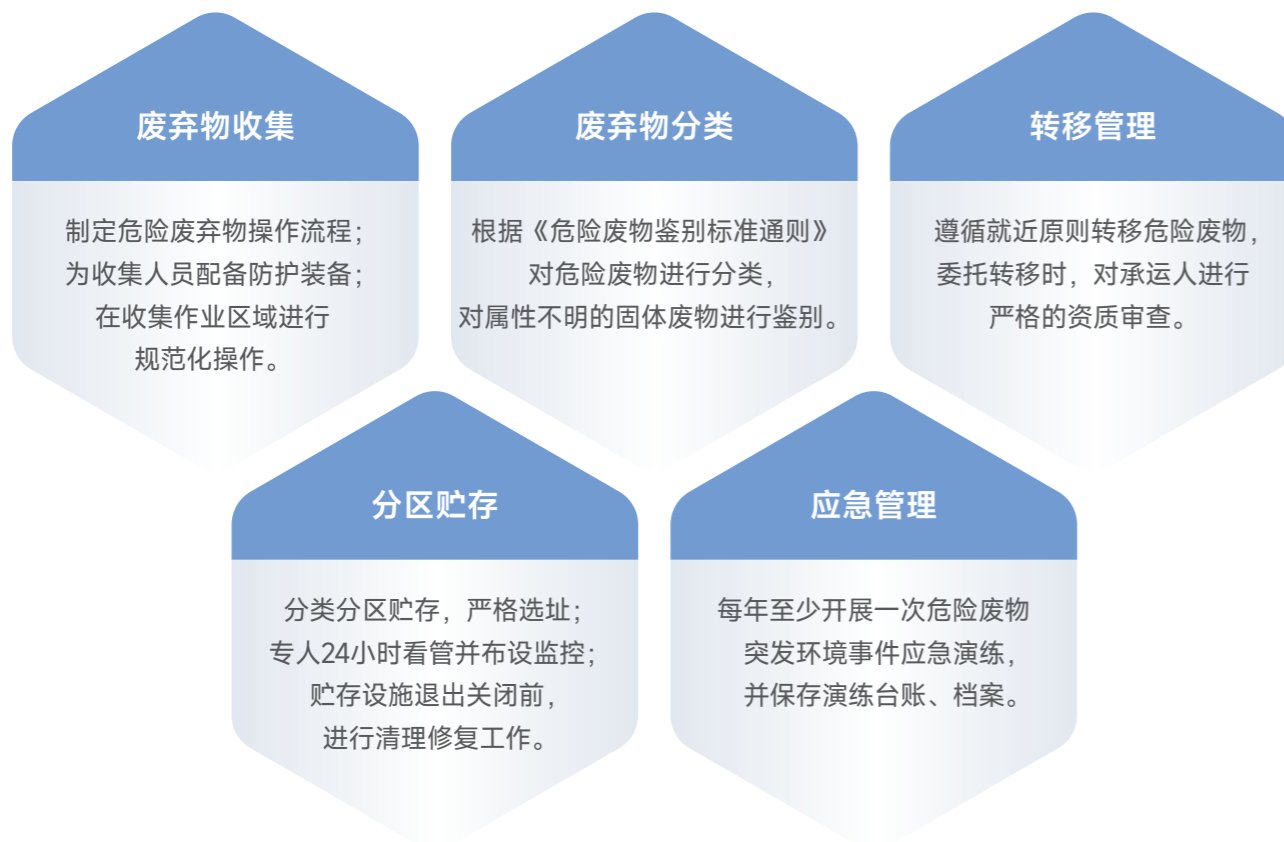 废弃物收集
制定危险废弃物操作流程；
为收集人员配备防护装备；
在收集作业区域进行
规范化操作。
废弃物分类
根据《危险废物鉴别标准通则》
对危险废物进行分类，
对属性不明的固体废物进行鉴别。
转移管理
遵循就近原则转移危险废物，
委托转移时，对承运人进行
严格的资质审查。
分区贮存
分类分区贮存，严格选址；
专人24小时看管并布设监控；
贮存设施退出关闭前，
进行清理修复工作。
应急管理
每年至少开展一次危险废物
突发环境事件应急演练，
并保存演练台账、档案。